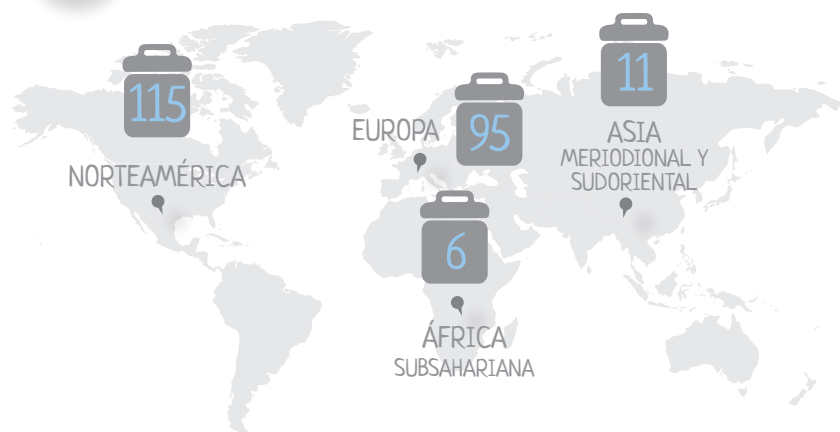 115
NORTEAMÉRICA
EUROPA
95
11
ASIA
MERIODIONAL Y
SUDORIENTAL
6
ÁFRICA
SUBSAHARIANA